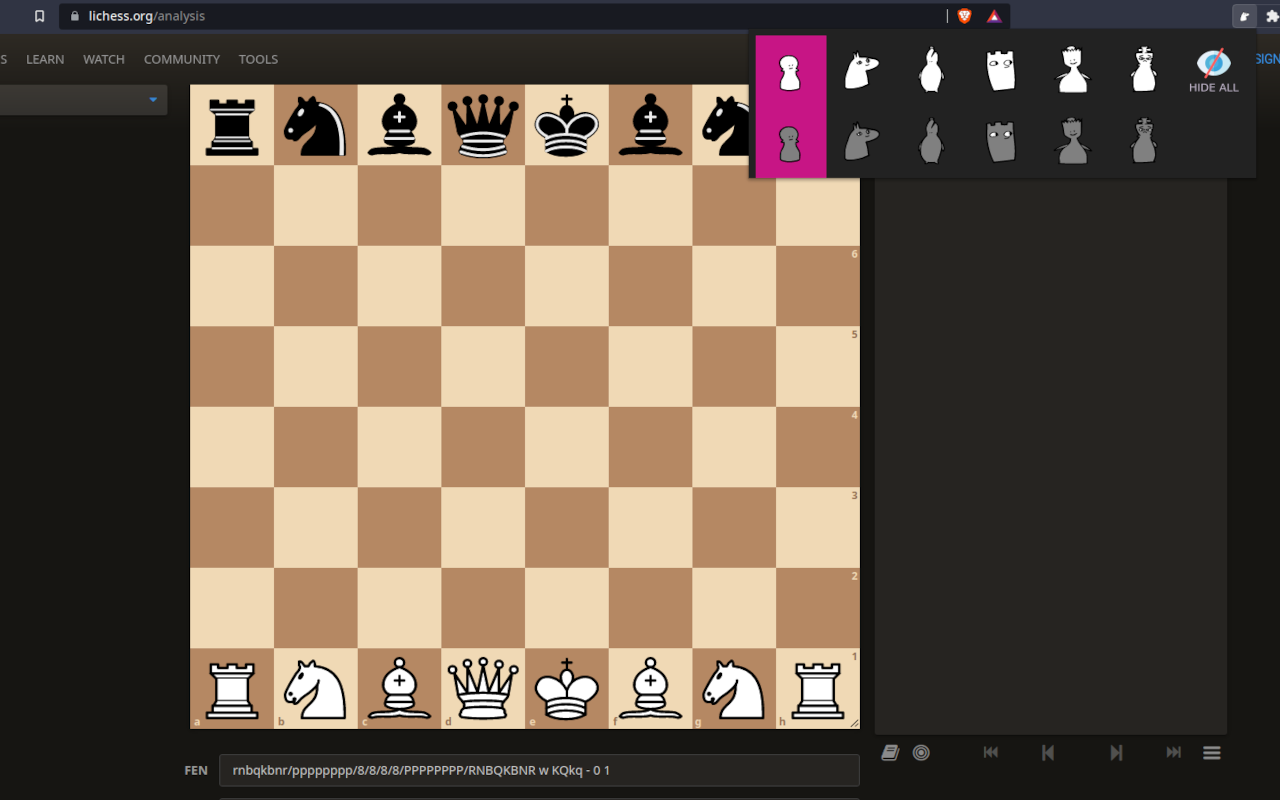 lichess.org/analysis
S LEARN WATCH COMMUNITY TOOLS
SIGN
HIDE ALL
6
5
4
3
2
1
a b c d e f g h
FEN rnbqkbnr/pppppppp/8/8/8/8/PPPPPPPP/RNBQKBNR w KQkq - 0 1